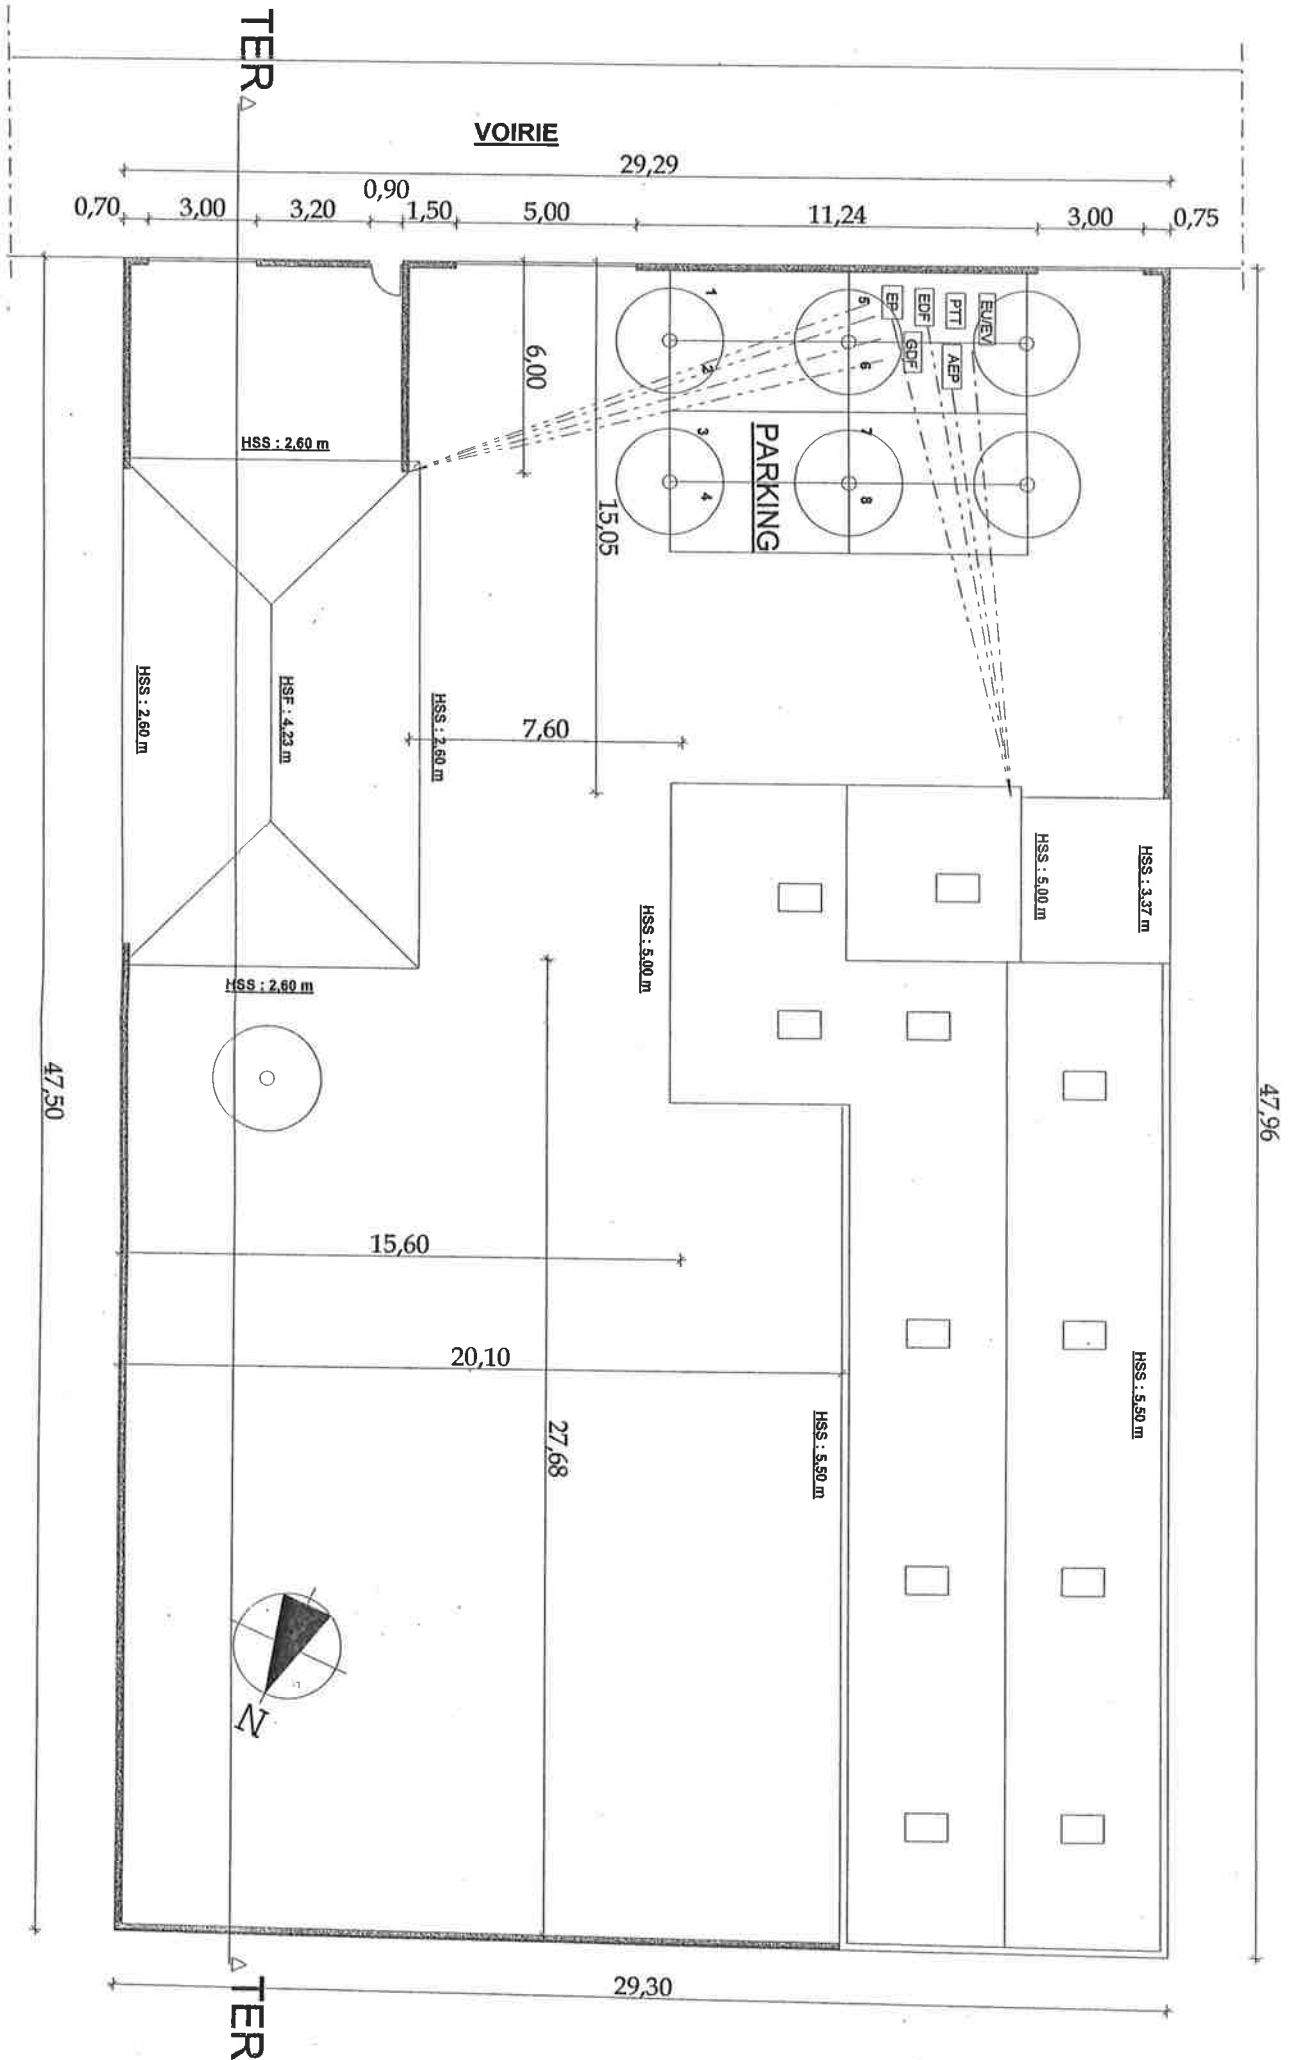 TER
VOIRIE
29,29
0,90
0,70
3,00
3,20
1,50
5,00
11,24
3,00
0,75
1
5
EP
EDF
PTT
EU/EV
2
6
GDF
AEP
6,00
HSS : 2,60 m
3
7
PARKING
4
8
15,05
HSS : 2,60 m
HSF : 4,23 m
HSS : 2,60 m
7,60
HSS : 5,00 m
HSS : 3,37 m
HSS : 5,00 m
HSS : 2,60 m
47,50
47,96
15,60
20,10
27,68
HSS : 5,50 m
HSS : 5,50 m
N
29,30
TER